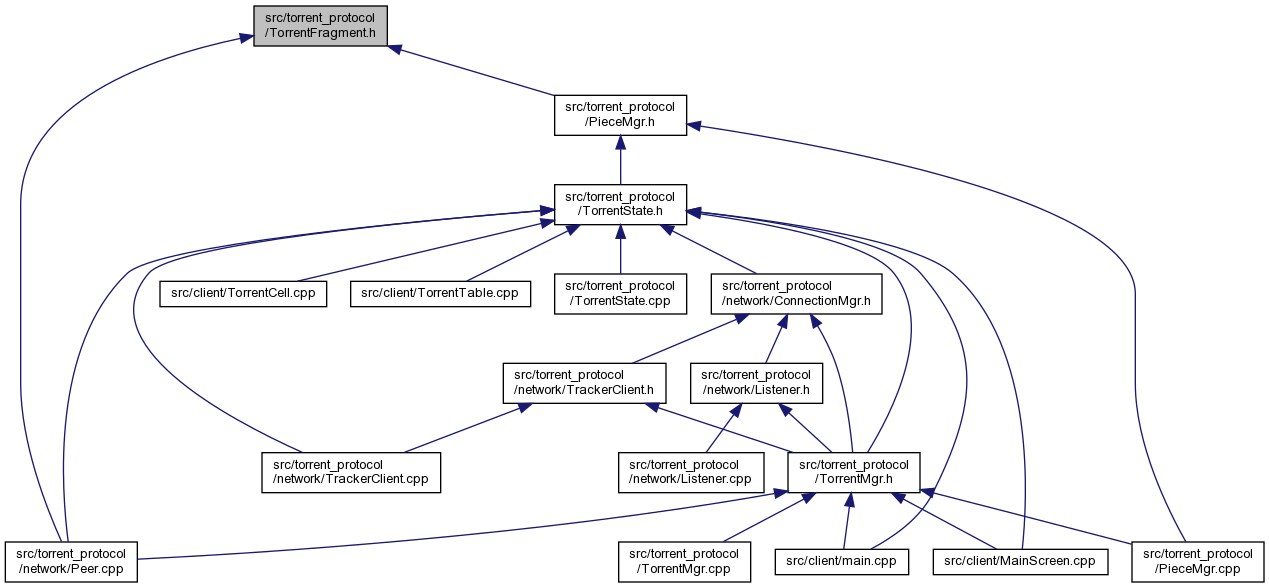 src/torrent_protocol
/TorrentFragment.h
src/torrent_protocol
/PieceMgr.h
src/torrent_protocol
/TorrentState.h
src/client/TorrentCell.cpp
src/client/TorrentTable.cpp
src/torrent_protocol
/TorrentState.cpp
src/torrent_protocol
/network/ConnectionMgr.h
src/torrent_protocol
/network/TrackerClient.h
src/torrent_protocol
/network/Listener.h
src/torrent_protocol
/network/TrackerClient.cpp
src/torrent_protocol
/network/Listener.cpp
src/torrent_protocol
/TorrentMgr.h
src/torrent_protocol
/network/Peer.cpp
src/torrent_protocol
/TorrentMgr.cpp
src/client/main.cpp
src/client/MainScreen.cpp
src/torrent_protocol
/PieceMgr.cpp